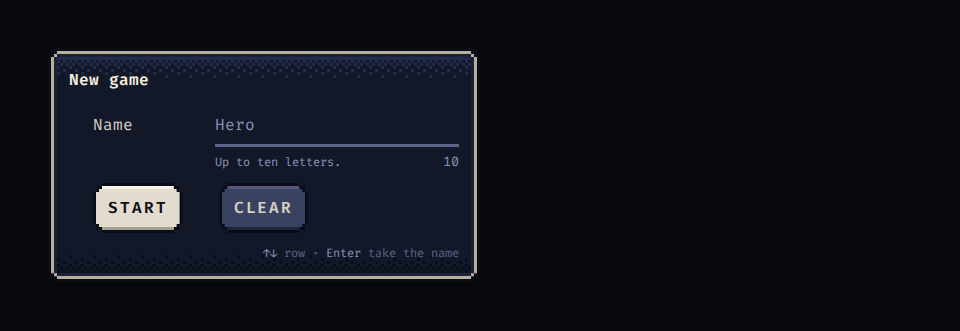 New game
Name Hero
Up to ten letters. 10
START CLEAR
↑↓ row · Enter take the name